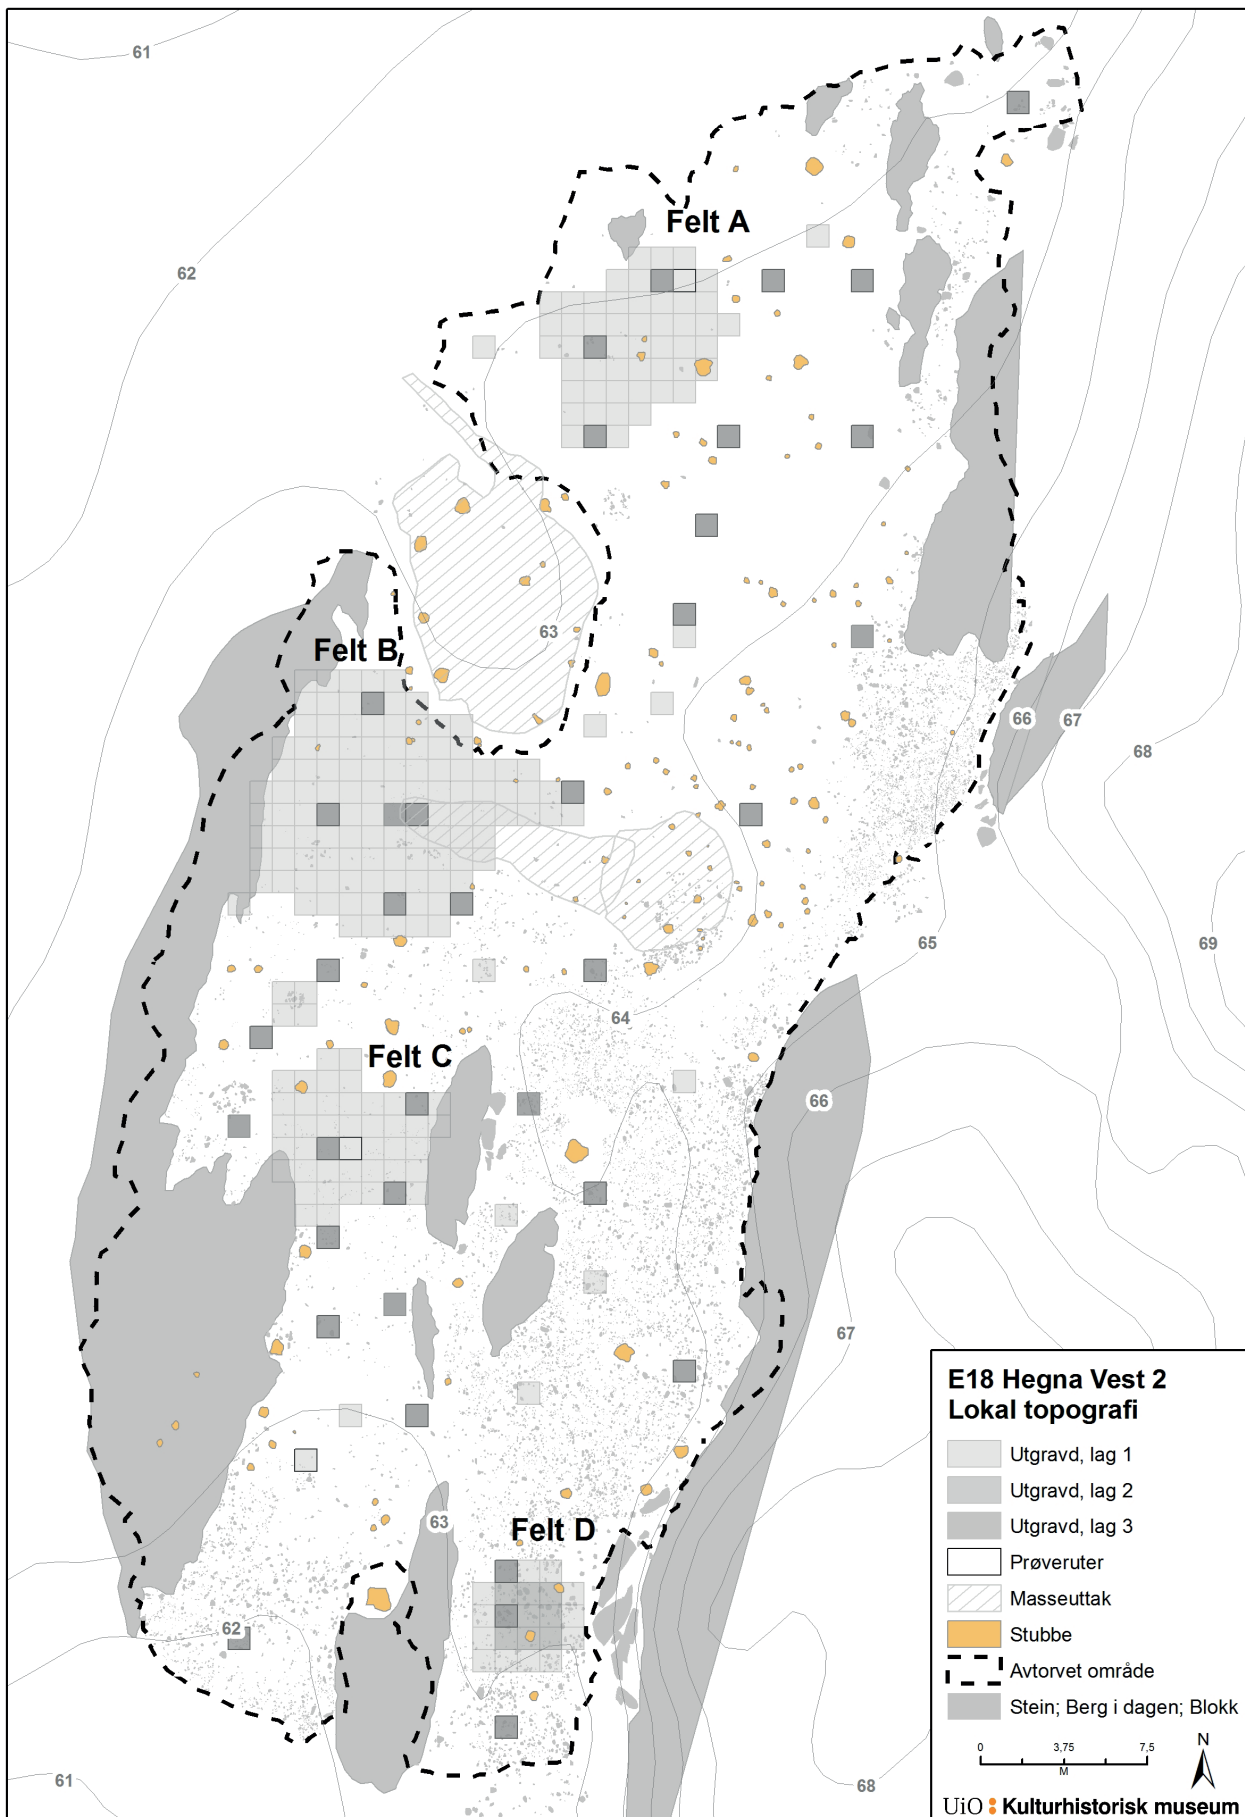 61
62
Felt A
63
Felt B
66
67
68
65
69
64
Felt C
66
67
63
Felt D
62
61
68
E18 Hegna Vest 2
Lokal topografi
Utgravd, lag 1
Utgravd, lag 2
Utgravd, lag 3
Prøveruter
Masseuttak
Stubbe
Avtorvet område
Stein; Berg i dagen; Blokk
0 3,75 7,5
M
N
UiO Kulturhistorisk museum